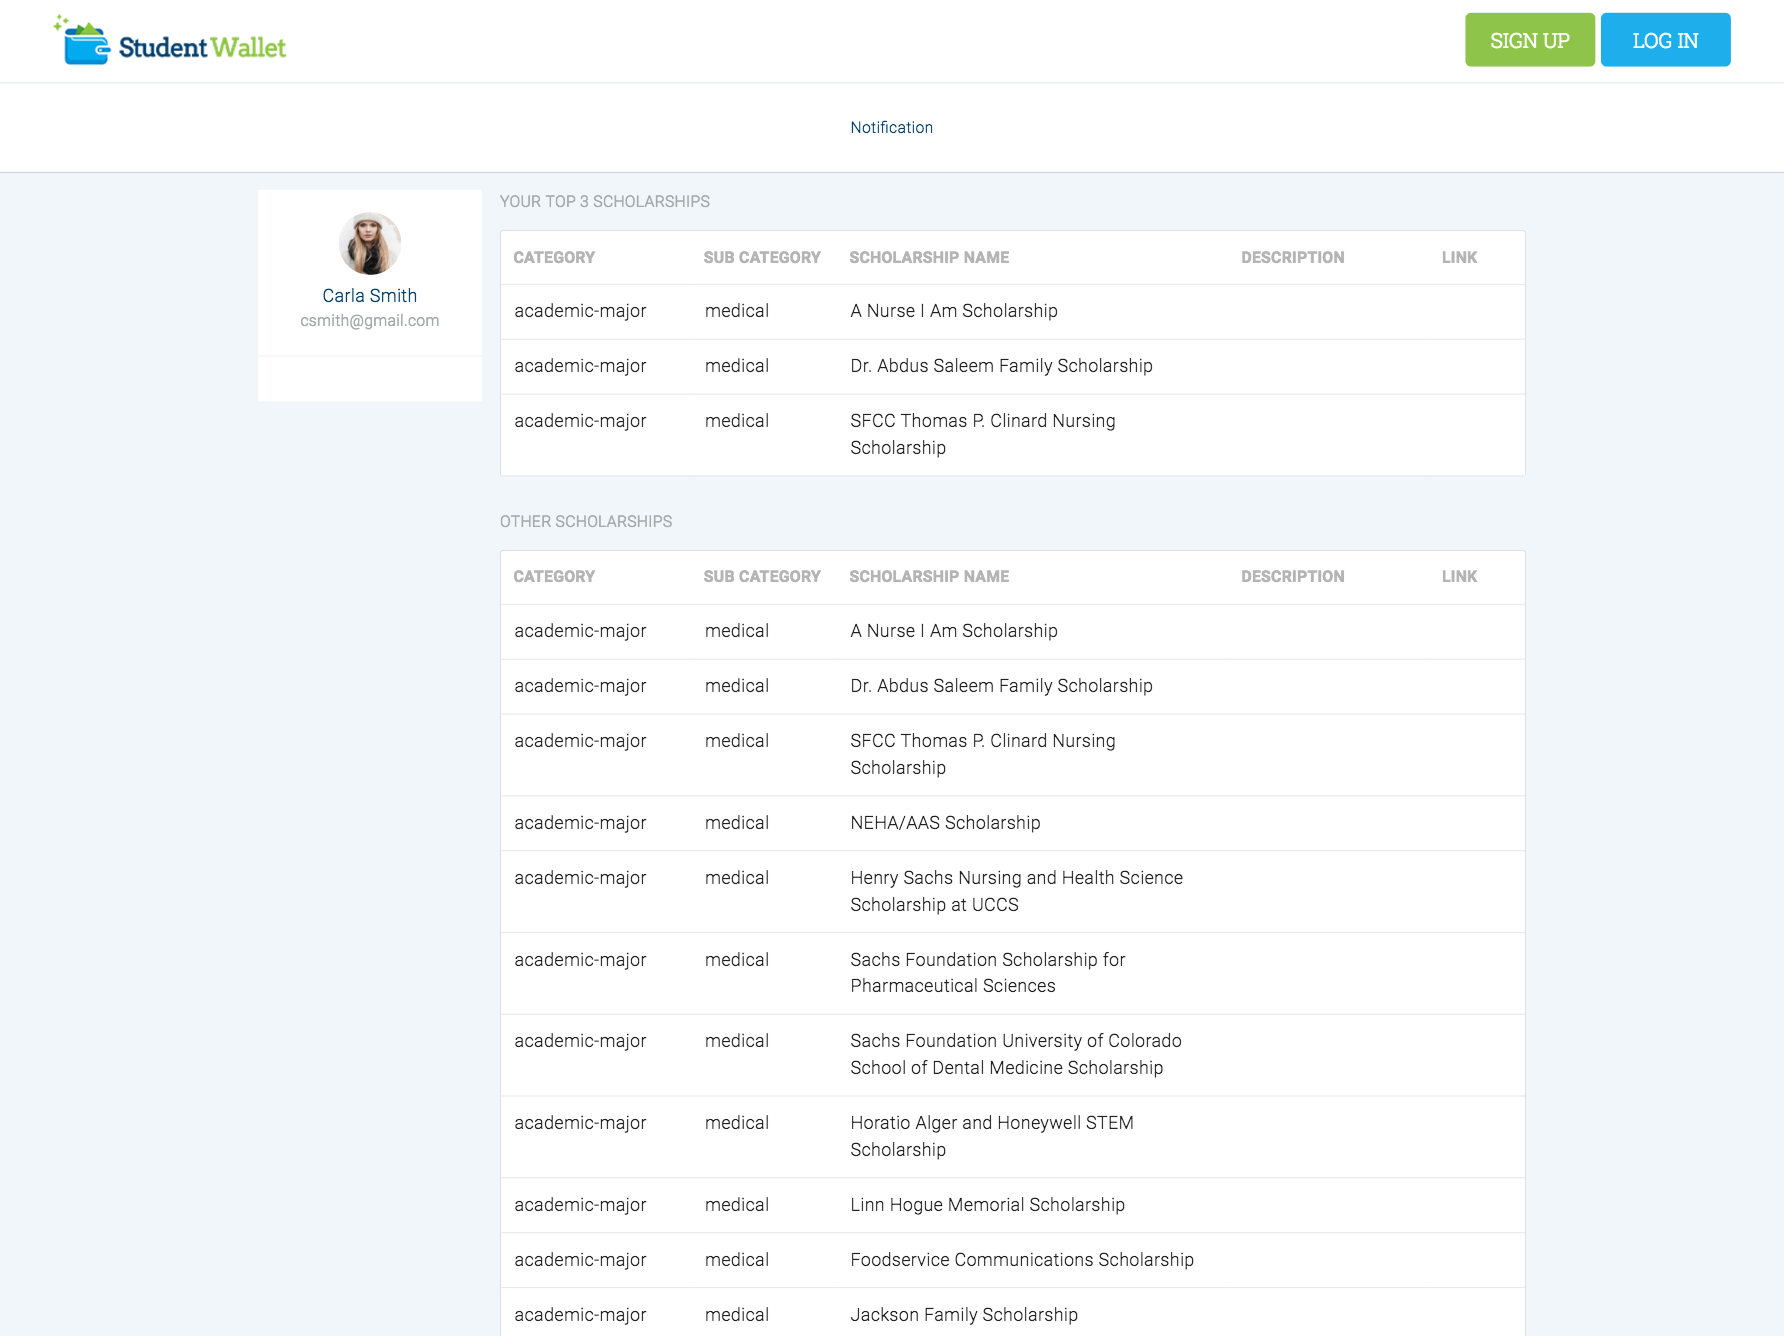 StudentWallet
SIGN UP
LOG IN
Notification
Carla Smith
csmith@gmail.com
YOUR TOP 3 SCHOLARSHIPS
CATEGORY SUB CATEGORY SCHOLARSHIP NAME DESCRIPTION LINK
academic-major medical A Nurse I Am Scholarship
academic-major medical Dr. Abdus Saleem Family Scholarship
academic-major medical SFCC Thomas P. Clinard Nursing
Scholarship
OTHER SCHOLARSHIPS
CATEGORY SUB CATEGORY SCHOLARSHIP NAME DESCRIPTION LINK
academic-major medical A Nurse I Am Scholarship
academic-major medical Dr. Abdus Saleem Family Scholarship
academic-major medical SFCC Thomas P. Clinard Nursing
Scholarship
academic-major medical NEHA/AAS Scholarship
academic-major medical Henry Sachs Nursing and Health Science
Scholarship at UCCS
academic-major medical Sachs Foundation Scholarship for
Pharmaceutical Sciences
academic-major medical Sachs Foundation University of Colorado
School of Dental Medicine Scholarship
academic-major medical Horatio Alger and Honeywell STEM
Scholarship
academic-major medical Linn Hogue Memorial Scholarship
academic-major medical Foodservice Communications Scholarship
academic-major medical Jackson Family Scholarship